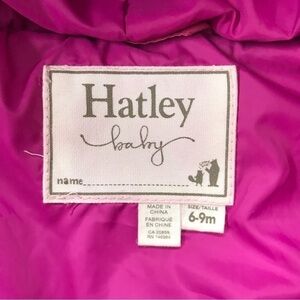 Hatley
baby
name
MADE IN
CHINA
FABRIQUÉ
EN CHINE
SIZE/TAILLE
6-9m